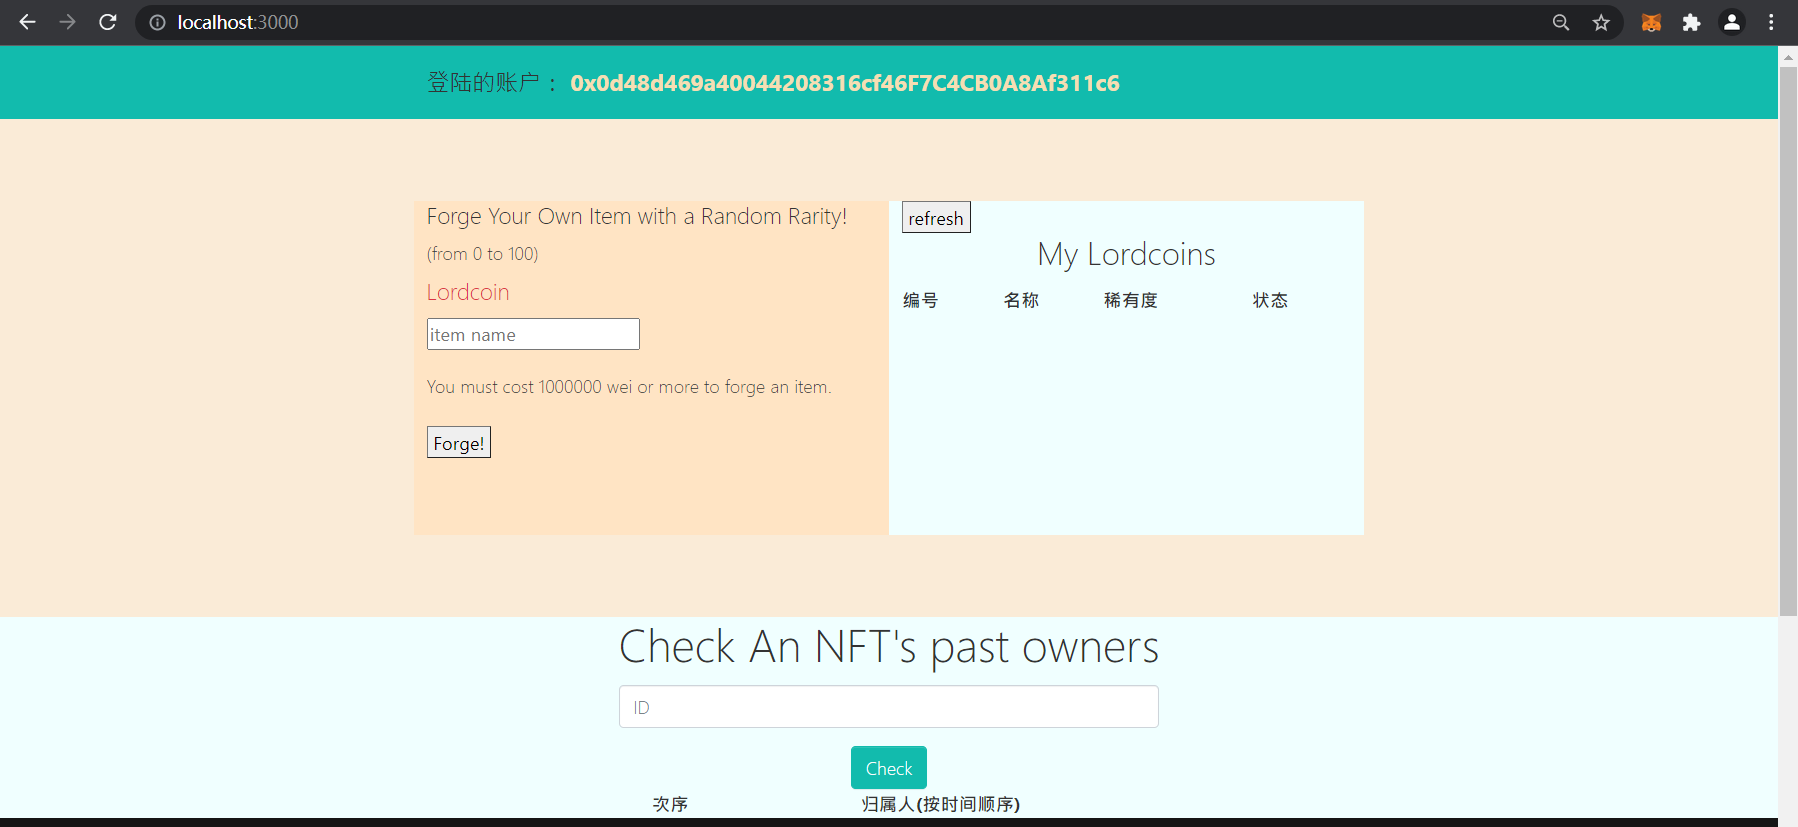 localhost:3000
登陆的账户 : 0x0d48d469a40044208316cf46F7C4CB0A8Af311c6
Forge Your Own Item with a Random Rarity!
(from 0 to 100)
Lordcoin
item name
You must cost 1000000 wei or more to forge an item.
Forge!
refresh
My Lordcoins
编号 名称 稀有度 状态
Check An NFT's past owners
ID
Check
次序 归属人(按时间顺序)